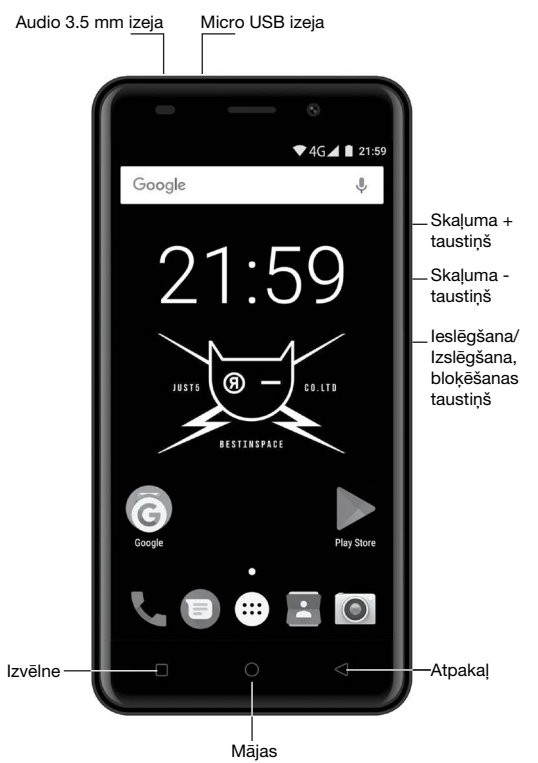 Audio 3.5 mm izeja
Micro USB izeja
4G 21:59
Google
Skaļuma +
taustiņš
21:59
Skaļuma -
taustiņš
Ieslēgšana/
Izslēgšana,
bloķēšanas
taustiņš
JUST5
®
CO.LTD
BESTINSPACE
G
Google
Play Store
Izvēlne
Atpakaļ
Mājas